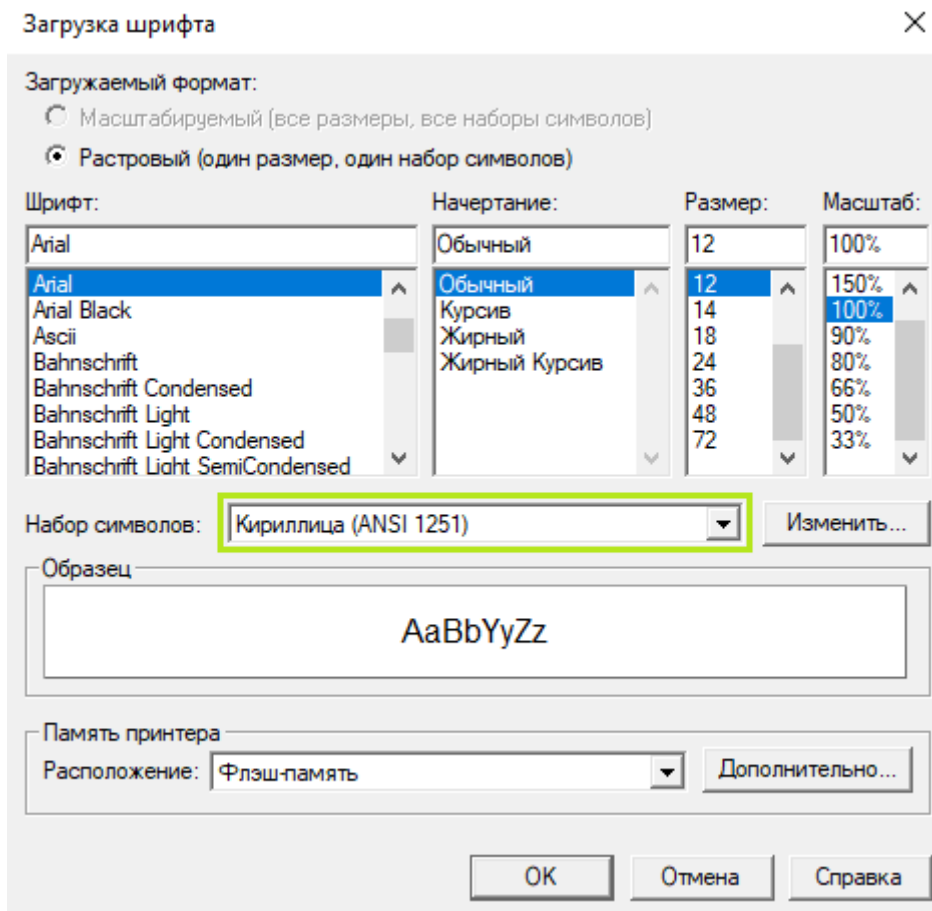 Загрузка шрифта
Загружаемый формат:
Масштабируемый (все размеры, все наборы символов)
Растровый (один размер, один набор символов)
Шрифт: Начертание: Размер: Масштаб:
Arial Обычный 12 100%
Arial Обычный 12 150%
Arial Black Курсив 14 100%
Ascii Жирный 18 90%
Bahnschrift Жирный Курсив 24 80%
Bahnschrift Condensed 36 66%
Bahnschrift Light 48 50%
Bahnschrift Light Condensed 72 33%
Bahnschrift Light SemiCondensed
Набор символов: Кириллица (ANSI 1251) Изменить...
Образец
AaBbYyZz
Память принтера
Расположение: Флэш-память Дополнительно...
OK Отмена Справка